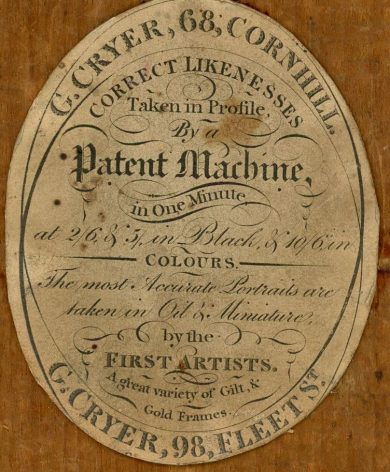 G. CRYER, 68, CORNHILL.
CORRECT LIKENESSES
Taken in Profile,
By a
Patent Machine,
in One Minute
at 2/6, & 5/, in Black, & 10/6 in
COLOURS.
The most Accurate Portraits are
taken in Oil & Miniature,
by the
FIRST ARTISTS.
A great variety of Gilt, &
Gold Frames.
G. CRYER, 98, FLEET ST.